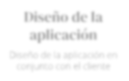 Diseño de la
aplicación
Diseño de la aplicación en
conjunto con el cliente